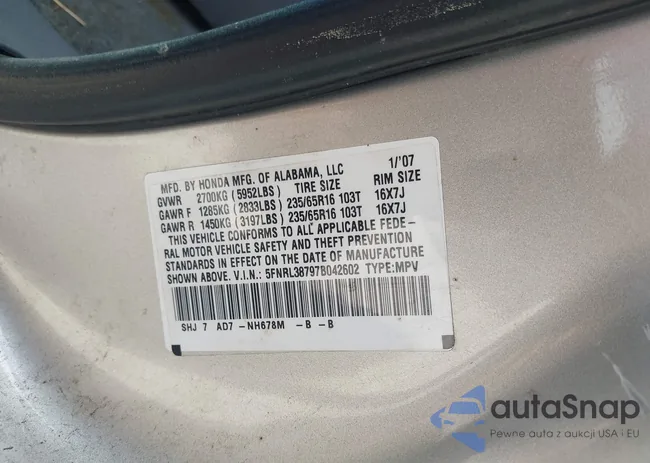 MFD. BY HONDA MFG. OF ALABAMA, LLC 1/'07
GVWR 2700KG (5952LBS) TIRE SIZE RIM SIZE
GAWR F 1285KG (2833LBS) 235/65R16 103T 16X7J
GAWR R 1450KG (3197LBS) 235/65R16 103T 16X7J
THIS VEHICLE CONFORMS TO ALL APPLICABLE FEDE-
RAL MOTOR VEHICLE SAFETY AND THEFT PREVENTION
STANDARDS IN EFFECT ON THE DATE OF MANUFACTURE
SHOWN ABOVE. V.I.N.: 5FNRL38797B042602 TYPE:MPV
SHJ 7 AD7 -NH678M -B -B
autaSnap
Pewne auta z aukcji USA i EU